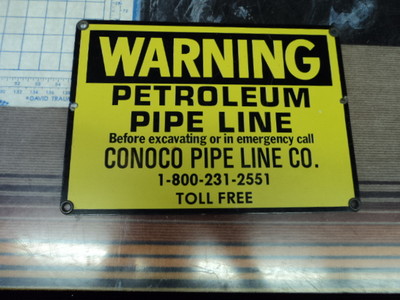 WARNING
PETROLEUM
PIPE LINE
Before excavating or in emergency call
CONOCO PIPE LINE CO.
1-800-231-2551
TOLL FREE